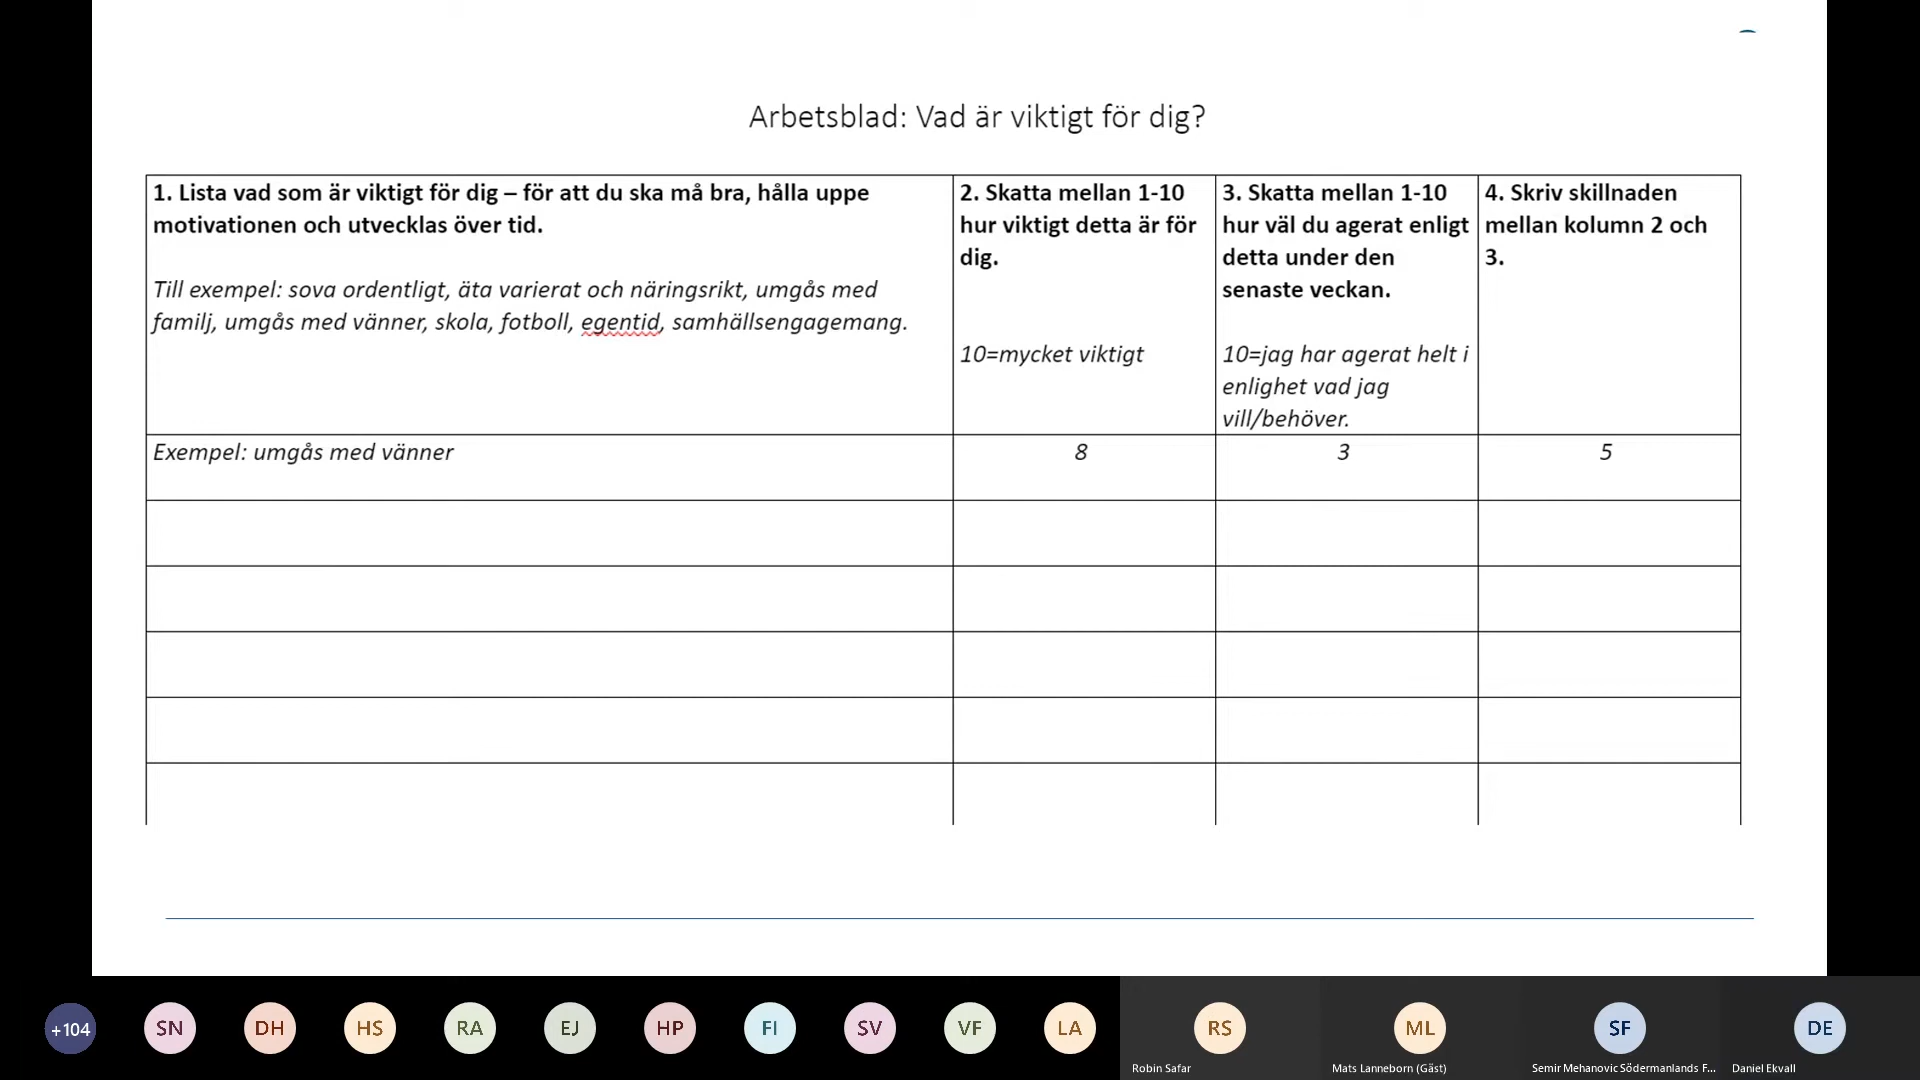 Arbetsblad: Vad är viktigt för dig?
1. Lista vad som är viktigt för dig – för att du ska må bra, hålla uppe
motivationen och utvecklas över tid.
Till exempel: sova ordentligt, äta varierat och näringsrikt, umgås med
familj, umgås med vänner, skola, fotboll, egentid, samhällsengagemang.
2. Skatta mellan 1-10
hur viktigt detta är för
dig.
10=mycket viktigt
3. Skatta mellan 1-10
hur väl du agerat enligt
detta under den
senaste veckan.
10=jag har agerat helt i
enlighet vad jag
vill/behöver.
4. Skriv skillnaden
mellan kolumn 2 och
3.
Exempel: umgås med vänner
8
3
5
+104
SN
DH
HS
RA
EJ
HP
FI
SV
VF
LA
RS
ML
SF
DE
Robin Safar
Mats Lanneborn (Gäst)
Semir Mehanovic Södermanlands F...
Daniel Ekvall